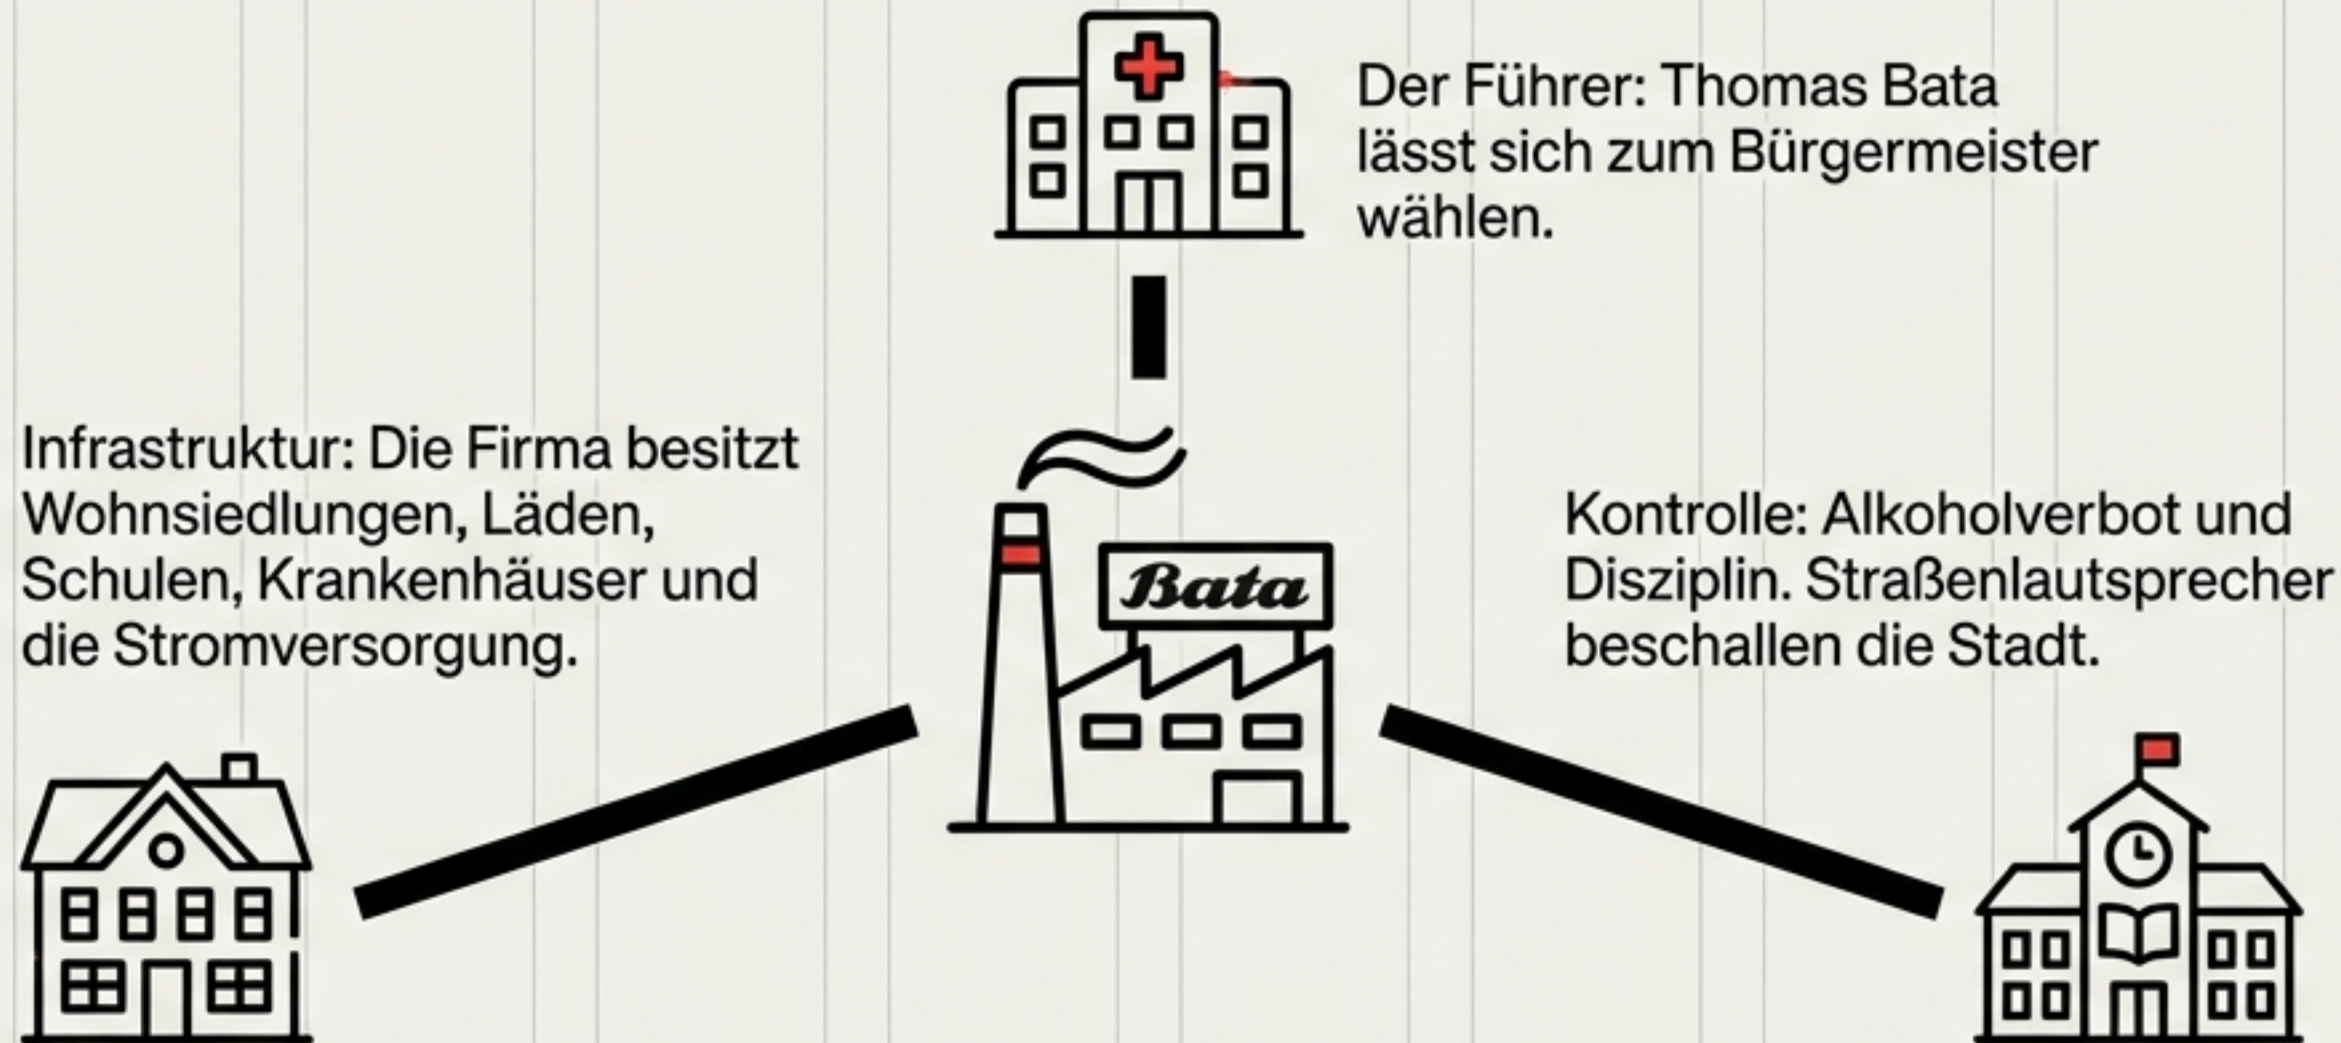 Der Führer: Thomas Bata
lässt sich zum Bürgermeister
wählen.
Infrastruktur: Die Firma besitzt
Wohnsiedlungen, Läden,
Schulen, Krankenhäuser und
die Stromversorgung.
Bata
Kontrolle: Alkoholverbot und
Disziplin. Straßenlautsprecher
beschallen die Stadt.